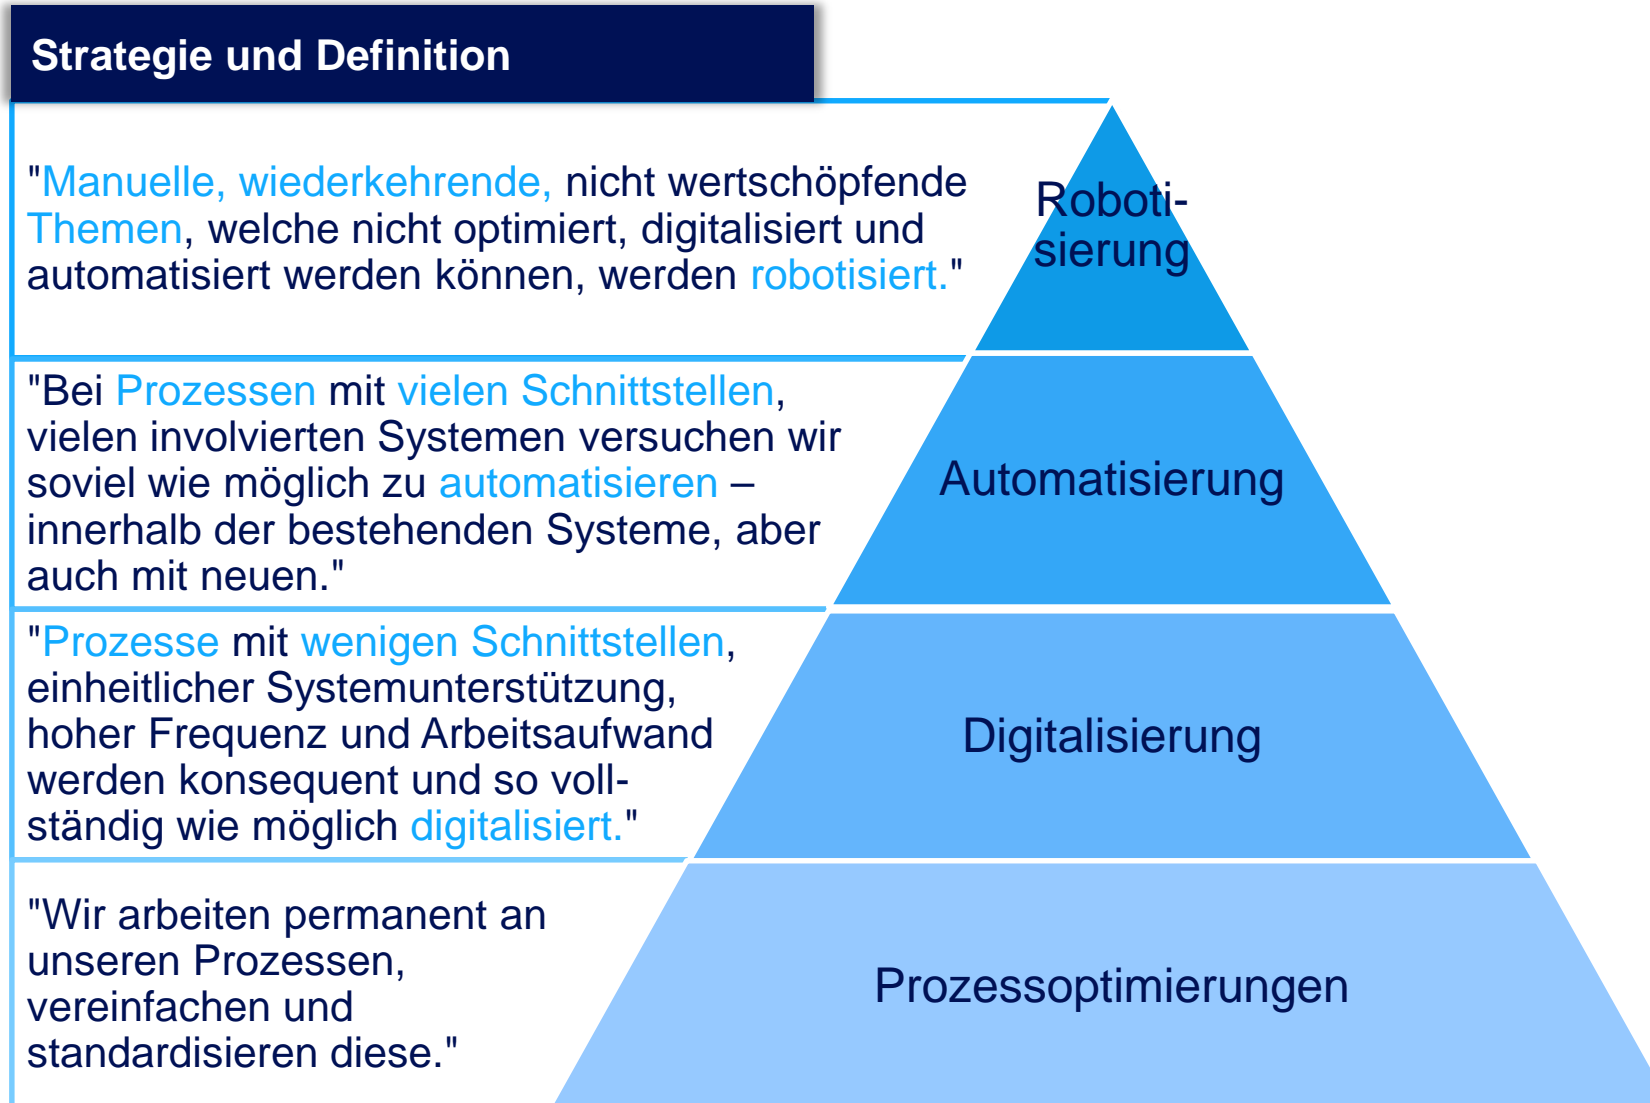 Strategie und Definition
"Manuelle, wiederkehrende, nicht wertschöpfende
Themen, welche nicht optimiert, digitalisiert und
automatisiert werden können, werden robotisiert."
Roboti-
sierung
"Bei Prozessen mit vielen Schnittstellen,
vielen involvierten Systemen versuchen wir
soviel wie möglich zu automatisieren –
innerhalb der bestehenden Systeme, aber
auch mit neuen."
Automatisierung
"Prozesse mit wenigen Schnittstellen,
einheitlicher Systemunterstützung,
hoher Frequenz und Arbeitsaufwand
werden konsequent und so voll-
ständig wie möglich digitalisiert."
Digitalisierung
"Wir arbeiten permanent an
unseren Prozessen,
vereinfachen und
standardisieren diese."
Prozessoptimierungen